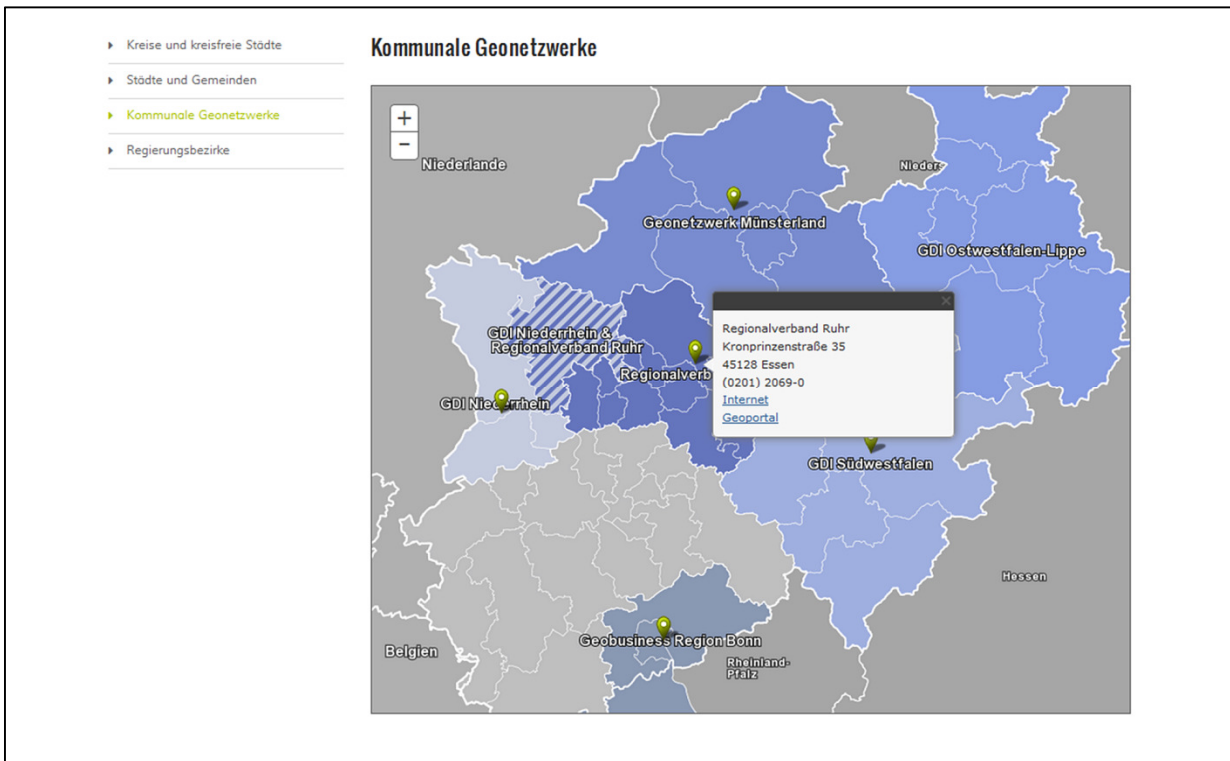 Kreise und kreisfreie Städte
Städte und Gemeinden
Kommunale Geonetzwerke
Regierungsbezirke
Kommunale Geonetzwerke
+
−
Niederlande
Geonetzwerk Münsterland
GDI Ostwestfalen-Lippe
GDI Niederrhein &
Regionalverband Ruhr
Regionalverb
GDI Niederrhein
Regionalverband Ruhr
Kronprinzenstraße 35
45128 Essen
(0201) 2069-0
Internet
Geoportal
GDI Südwestfalen
Hessen
Geobusiness Region Bonn
Belgien
Rheinland-
Pfalz